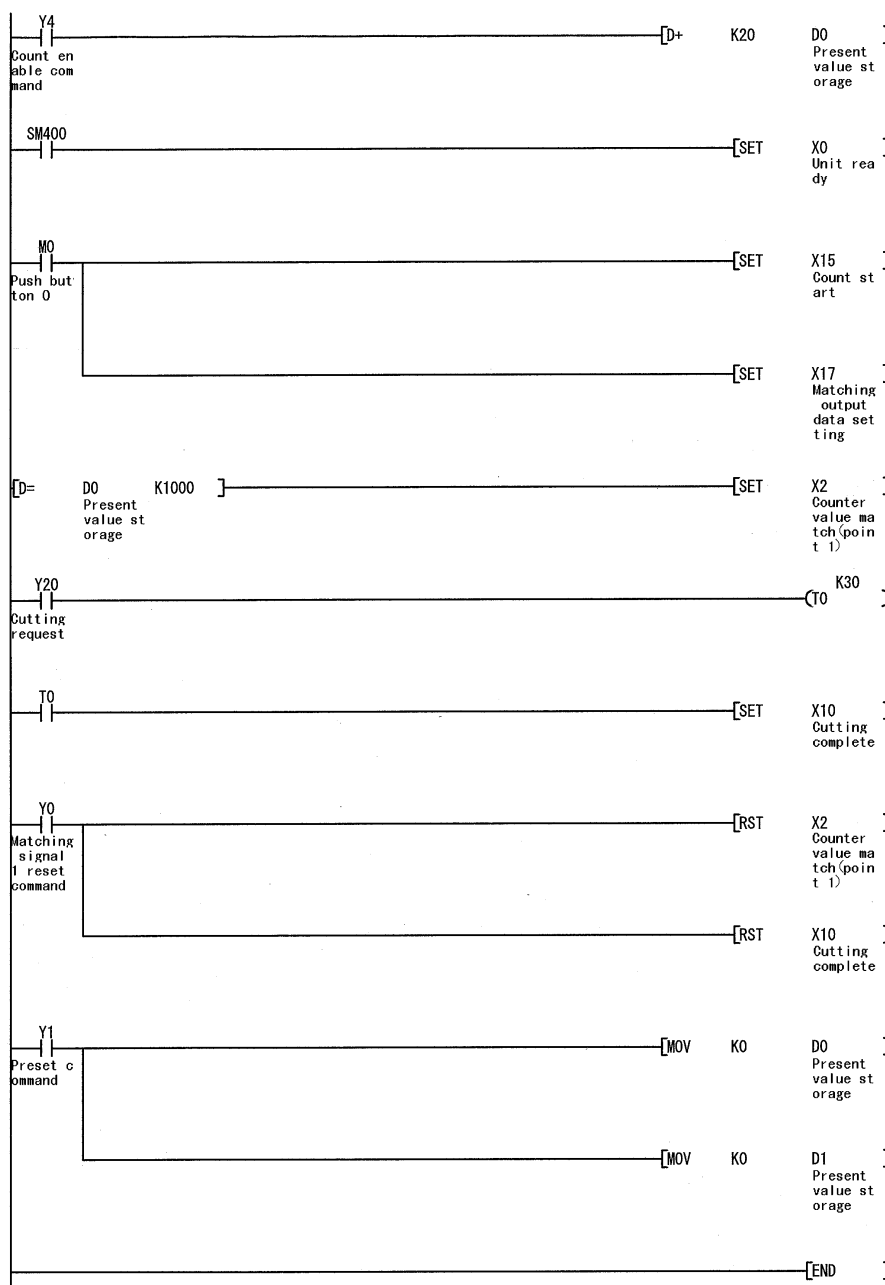 Y4
[D+ K20 D0 ]
Count en
able com
mand
Present
value st
orage
SM400
[SET X0 ]
Unit rea
dy
M0
[SET X15 ]
Push but
ton 0
Count st
art
[SET X17 ]
Matching
output
data set
ting
[D= D0 K1000 ]
[SET X2 ]
Present
value st
orage
Counter
value ma
tch(poin
t 1)
Y20
K30
(T0 )
Cutting
request
T0
[SET X10 ]
Cutting
complete
Y0
[RST X2 ]
Matching
signal
1 reset
command
Counter
value ma
tch(poin
t 1)
[RST X10 ]
Cutting
complete
Y1
[MOV K0 D0 ]
Preset c
ommand
Present
value st
orage
[MOV K0 D1 ]
Present
value st
orage
[END ]